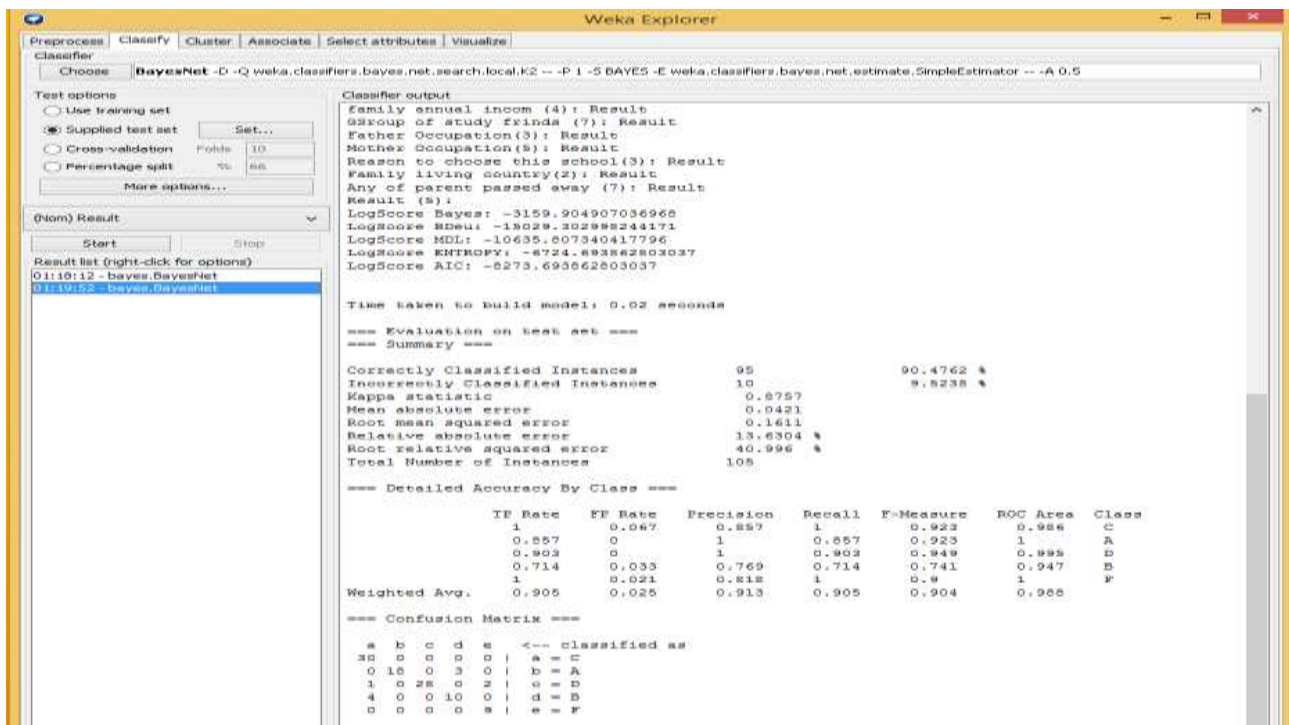 Weka Explorer
Preprocess Classify Cluster Associate Select attributes Visualize
Classifier
Choose BayesNet -D -Q weka.classifiers.bayes.net.search.local.K2 -- -P 1 -S BAYES -E weka.classifiers.bayes.net.estimate.SimpleEstimator -- -A 0.5
Test options
Use training set
Supplied test set Set...
Cross-validation Folds 10
Percentage split % 66
More options...
(Nom) Result
Start Stop
Result list (right-click for options)
01:18:12 - bayes.BayesNet
01:19:52 - bayes.BayesNet
Classifier output
family annual incom (4): Result
GGroup of study frinds (7): Result
Father Occupation(3): Result
Mother Occupation(5): Result
Reason to choose this school(3): Result
Family living country(2): Result
Any of parent passed away (7): Result
Result (5):
LogScore Bayes: -3159.904907036968
LogScore BDeu: -15029.302998244171
LogScore MDL: -10635.807340417796
LogScore ENTROPY: -6724.693862803037
LogScore AIC: -8273.693862803037
Time taken to build model: 0.02 seconds
=== Evaluation on test set ===
=== Summary ===
Correctly Classified Instances 95 90.4762 %
Incorrectly Classified Instances 10 9.5238 %
Kappa statistic 0.8757
Mean absolute error 0.0421
Root mean squared error 0.1611
Relative absolute error 13.6304 %
Root relative squared error 40.996 %
Total Number of Instances 105
=== Detailed Accuracy By Class ===
TP Rate FP Rate Precision Recall F-Measure ROC Area Class
1 0.067 0.857 1 0.923 0.986 C
0.857 0 1 0.857 0.923 1 A
0.903 0 1 0.903 0.949 0.995 D
0.714 0.033 0.769 0.714 0.741 0.947 B
1 0.021 0.818 1 0.9 1 F
Weighted Avg. 0.905 0.025 0.913 0.905 0.904 0.988
=== Confusion Matrix ===
a b c d e <-- classified as
30 0 0 0 0 | a = C
0 18 0 3 0 | b = A
1 0 28 0 2 | c = D
4 0 0 10 0 | d = B
0 0 0 0 9 | e = F